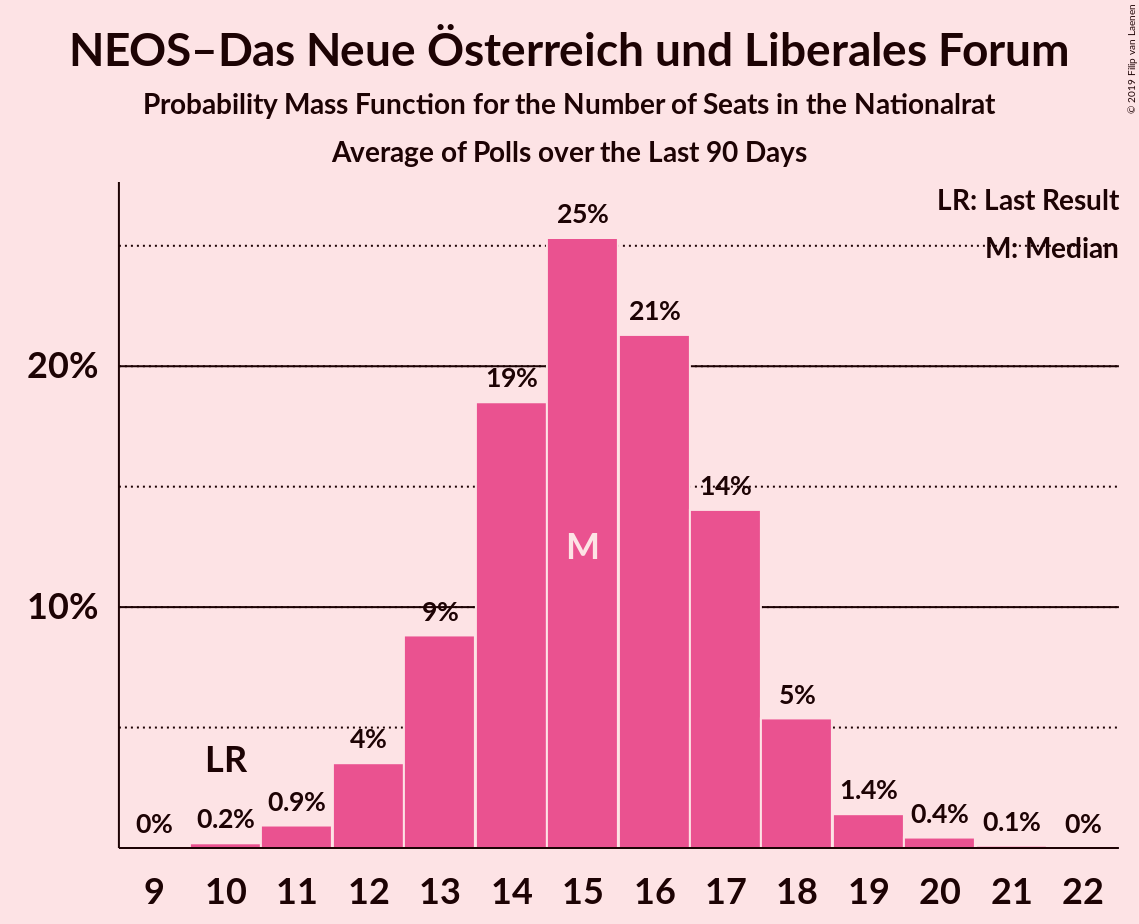 NEOS–Das Neue Österreich und Liberales Forum
Probability Mass Function for the Number of Seats in the Nationalrat
Average of Polls over the Last 90 Days
© 2019 Filip van Laenen
LR: Last Result
M: Median
20%
10%
0%
0.2%
0.9%
4%
9%
19%
25%
21%
14%
5%
1.4%
0.4%
0.1%
0%
LR
M
9 10 11 12 13 14 15 16 17 18 19 20 21 22